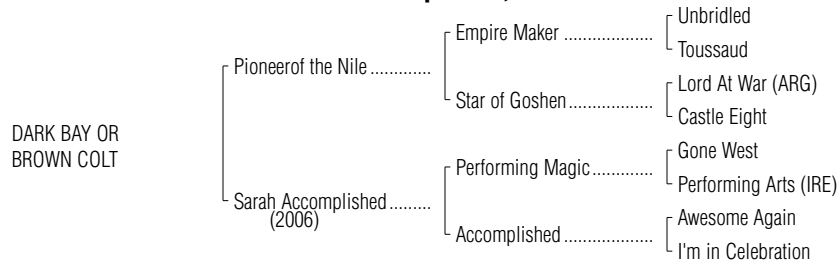 Unbridled
Empire Maker ..................
Toussaud
Pioneerof the Nile .............
Lord At War (ARG)
Star of Goshen.................
Castle Eight
DARK BAY OR
BROWN COLT
Gone West
Performing Magic.............
Performing Arts (IRE)
Sarah Accomplished .........
(2006)
Awesome Again
Accomplished ..................
I'm in Celebration